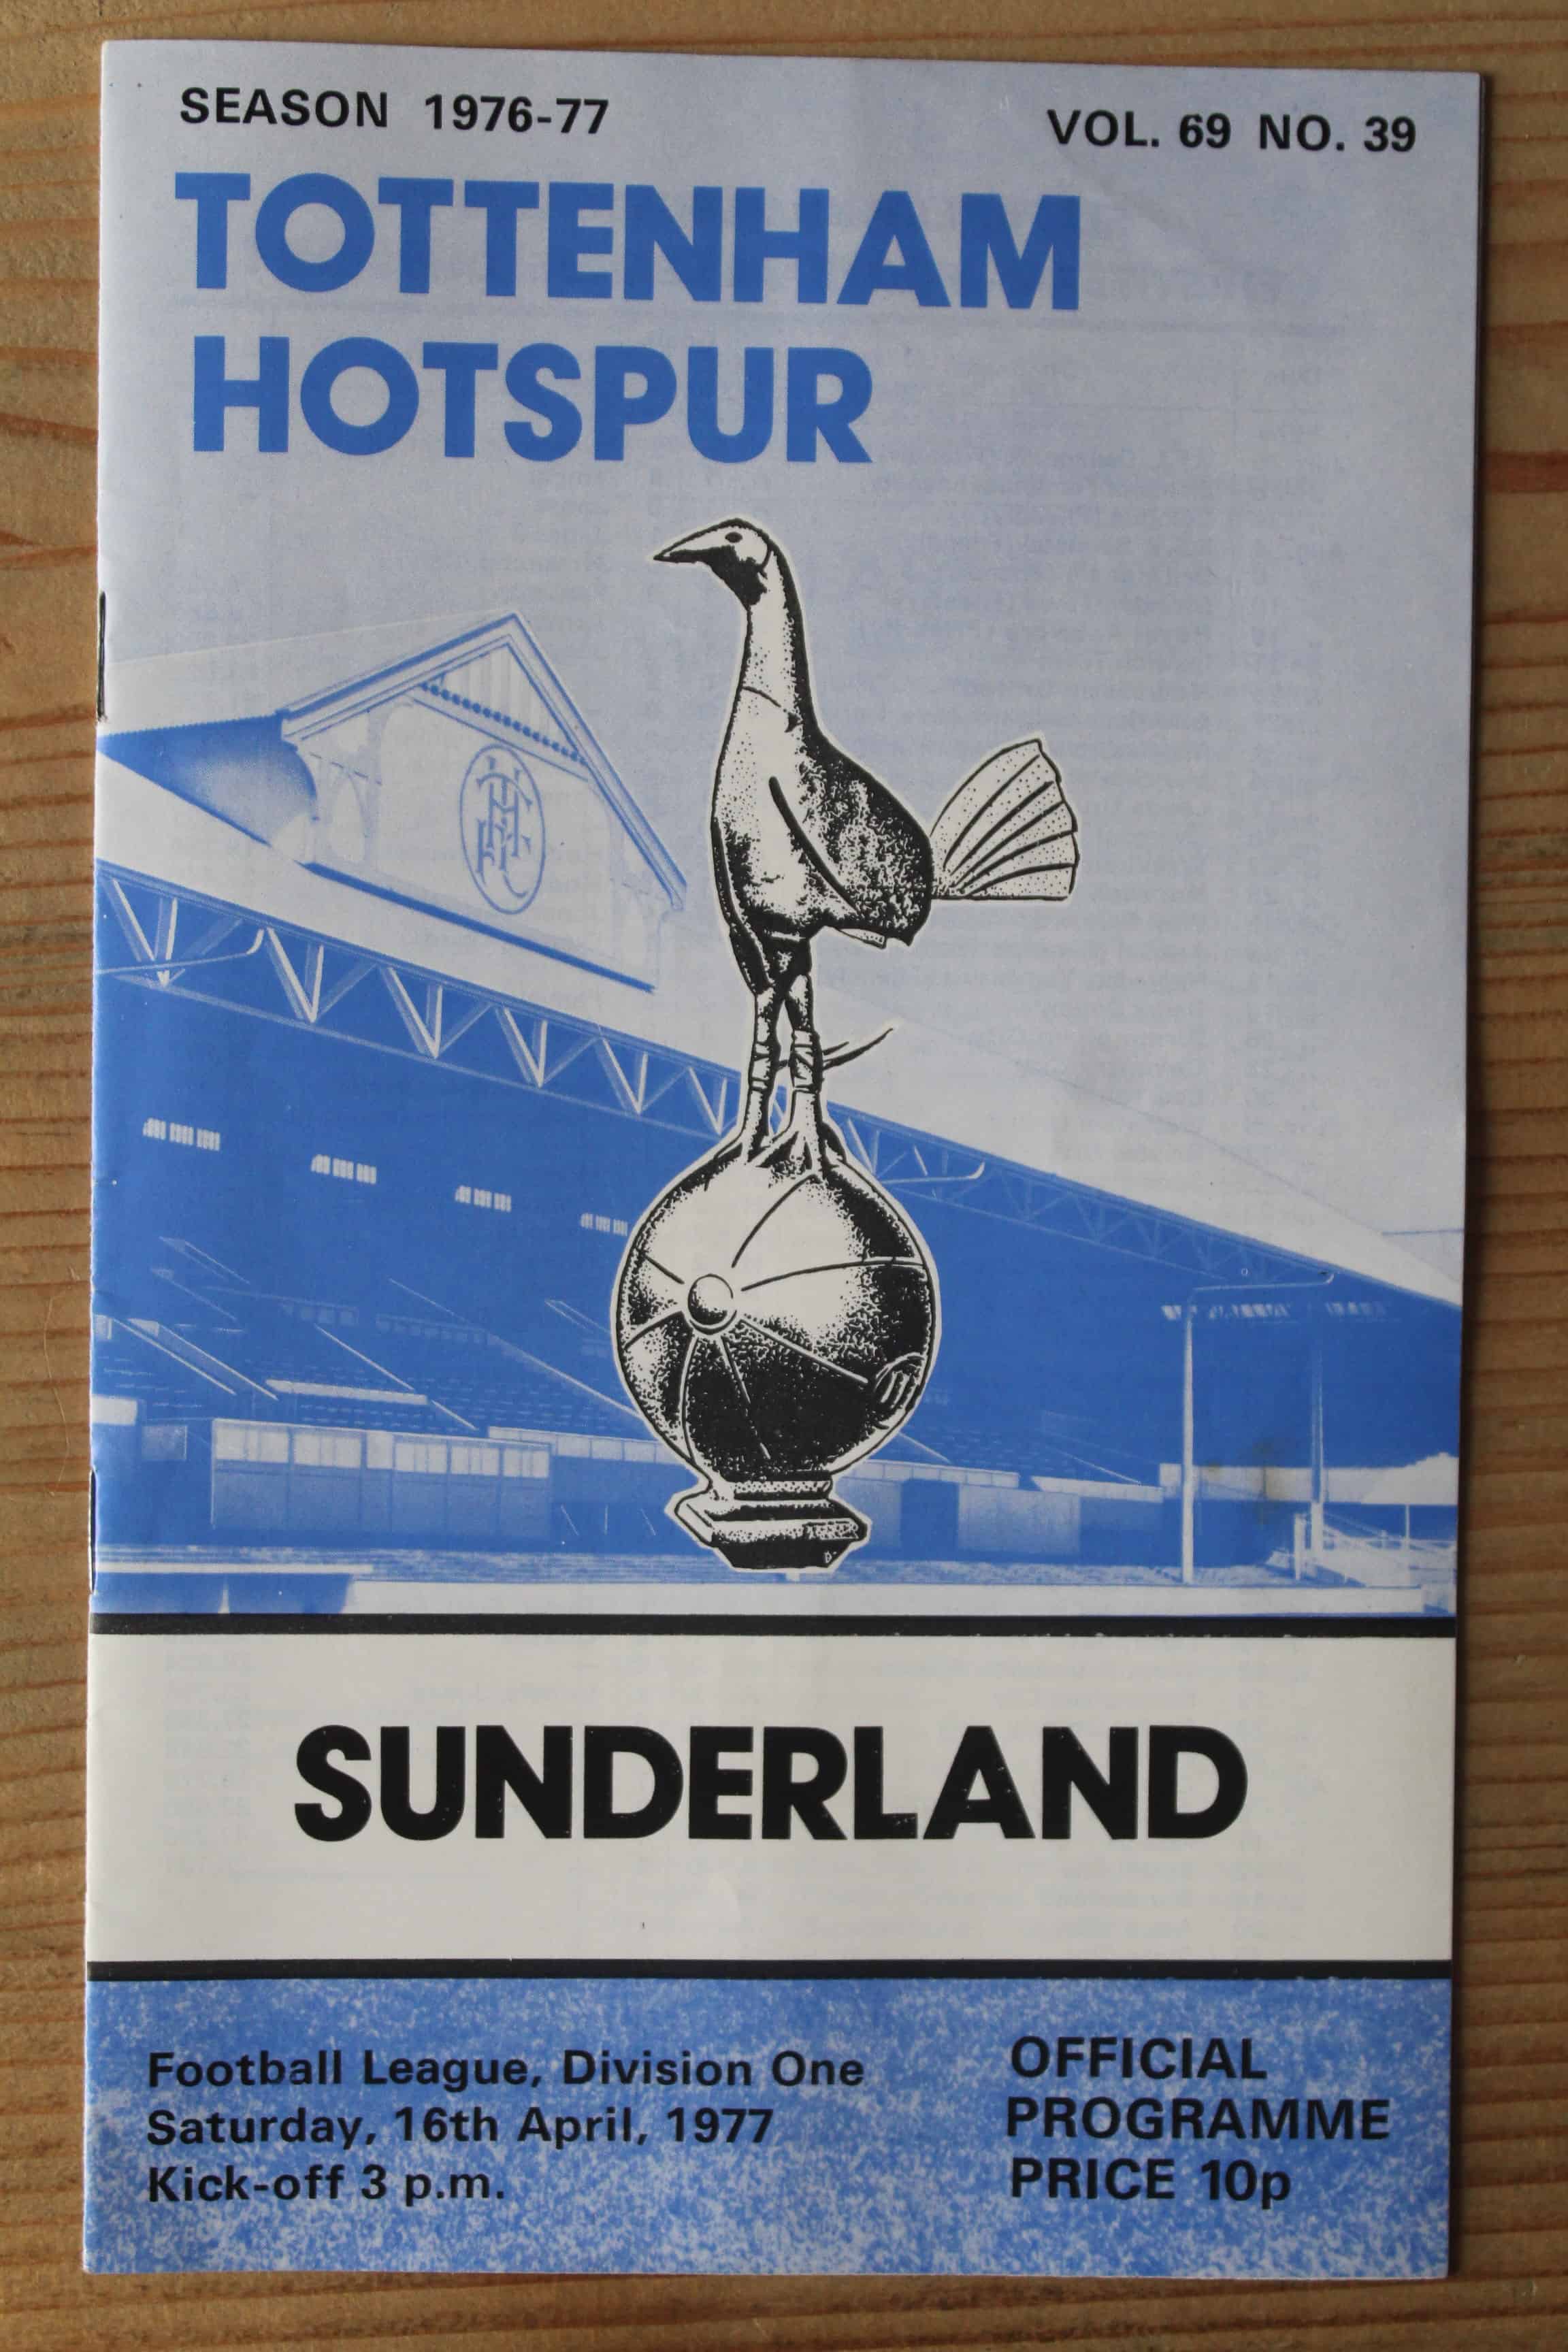 SEASON 1976-77
VOL. 69 NO. 39
TOTTENHAM
HOTSPUR
SUNDERLAND
Football League, Division One
Saturday, 16th April, 1977
Kick-off 3 p.m.
OFFICIAL
PROGRAMME
PRICE 10p